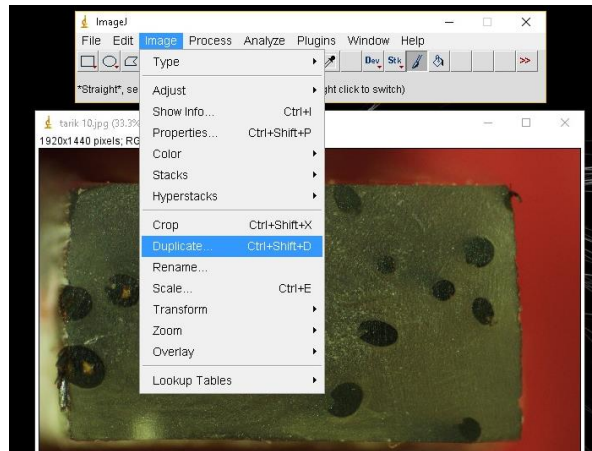 ImageJ
File Edit Image Process Analyze Plugins Window Help
Dev Stk >>
*Straight*, se
ght click to switch)
tarik 10.jpg (33.3%
1920x1440 pixels; RG
Type
Adjust
Show Info... Ctrl+I
Properties... Ctrl+Shift+P
Color
Stacks
Hyperstacks
Crop Ctrl+Shift+X
Duplicate... Ctrl+Shift+D
Rename...
Scale... Ctrl+E
Transform
Zoom
Overlay
Lookup Tables